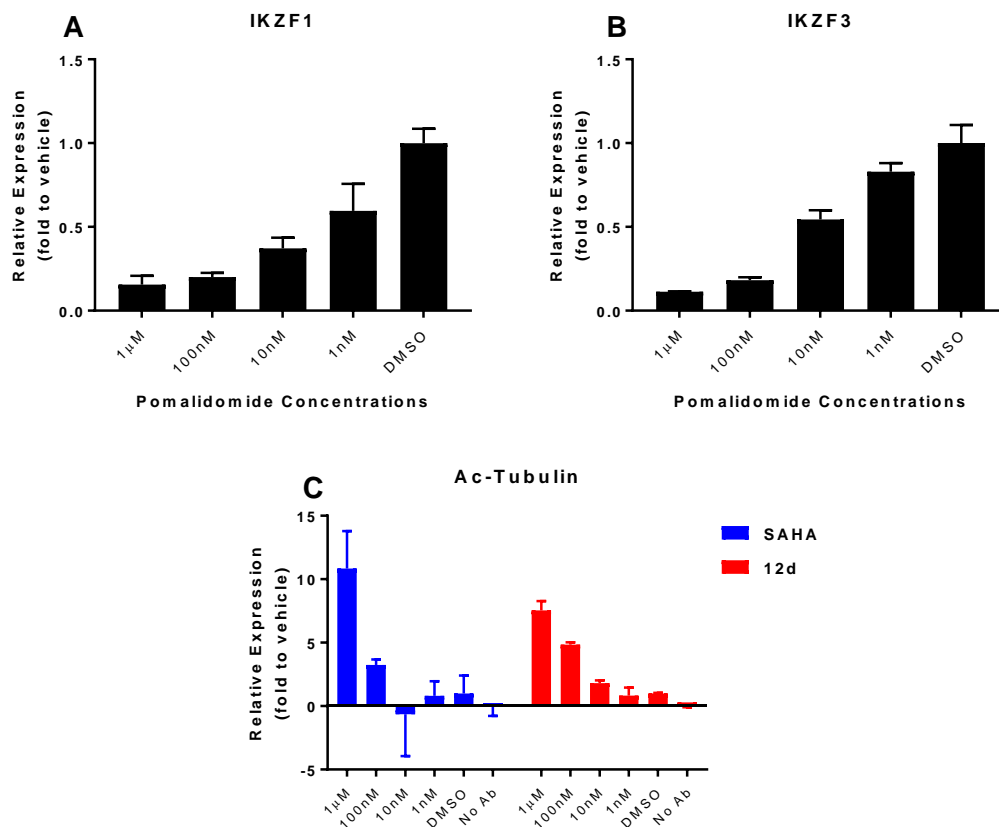 A
IKZF1
Relative Expression
(fold to vehicle)
1.5
1.0
0.5
0.0
1µM
100nM
10nM
1nM
DMSO
Pomalidomide Concentrations
B
IKZF3
Relative Expression
(fold to vehicle)
1.5
1.0
0.5
0.0
1µM
100nM
10nM
1nM
DMSO
Pomalidomide Concentrations
C
Ac-Tubulin
Relative Expression
(fold to vehicle)
15
10
5
0
-5
1µM
100nM
10nM
1nM
DMSO
No Ab
1µM
100nM
10nM
1nM
DMSO
No Ab
SAHA
12d